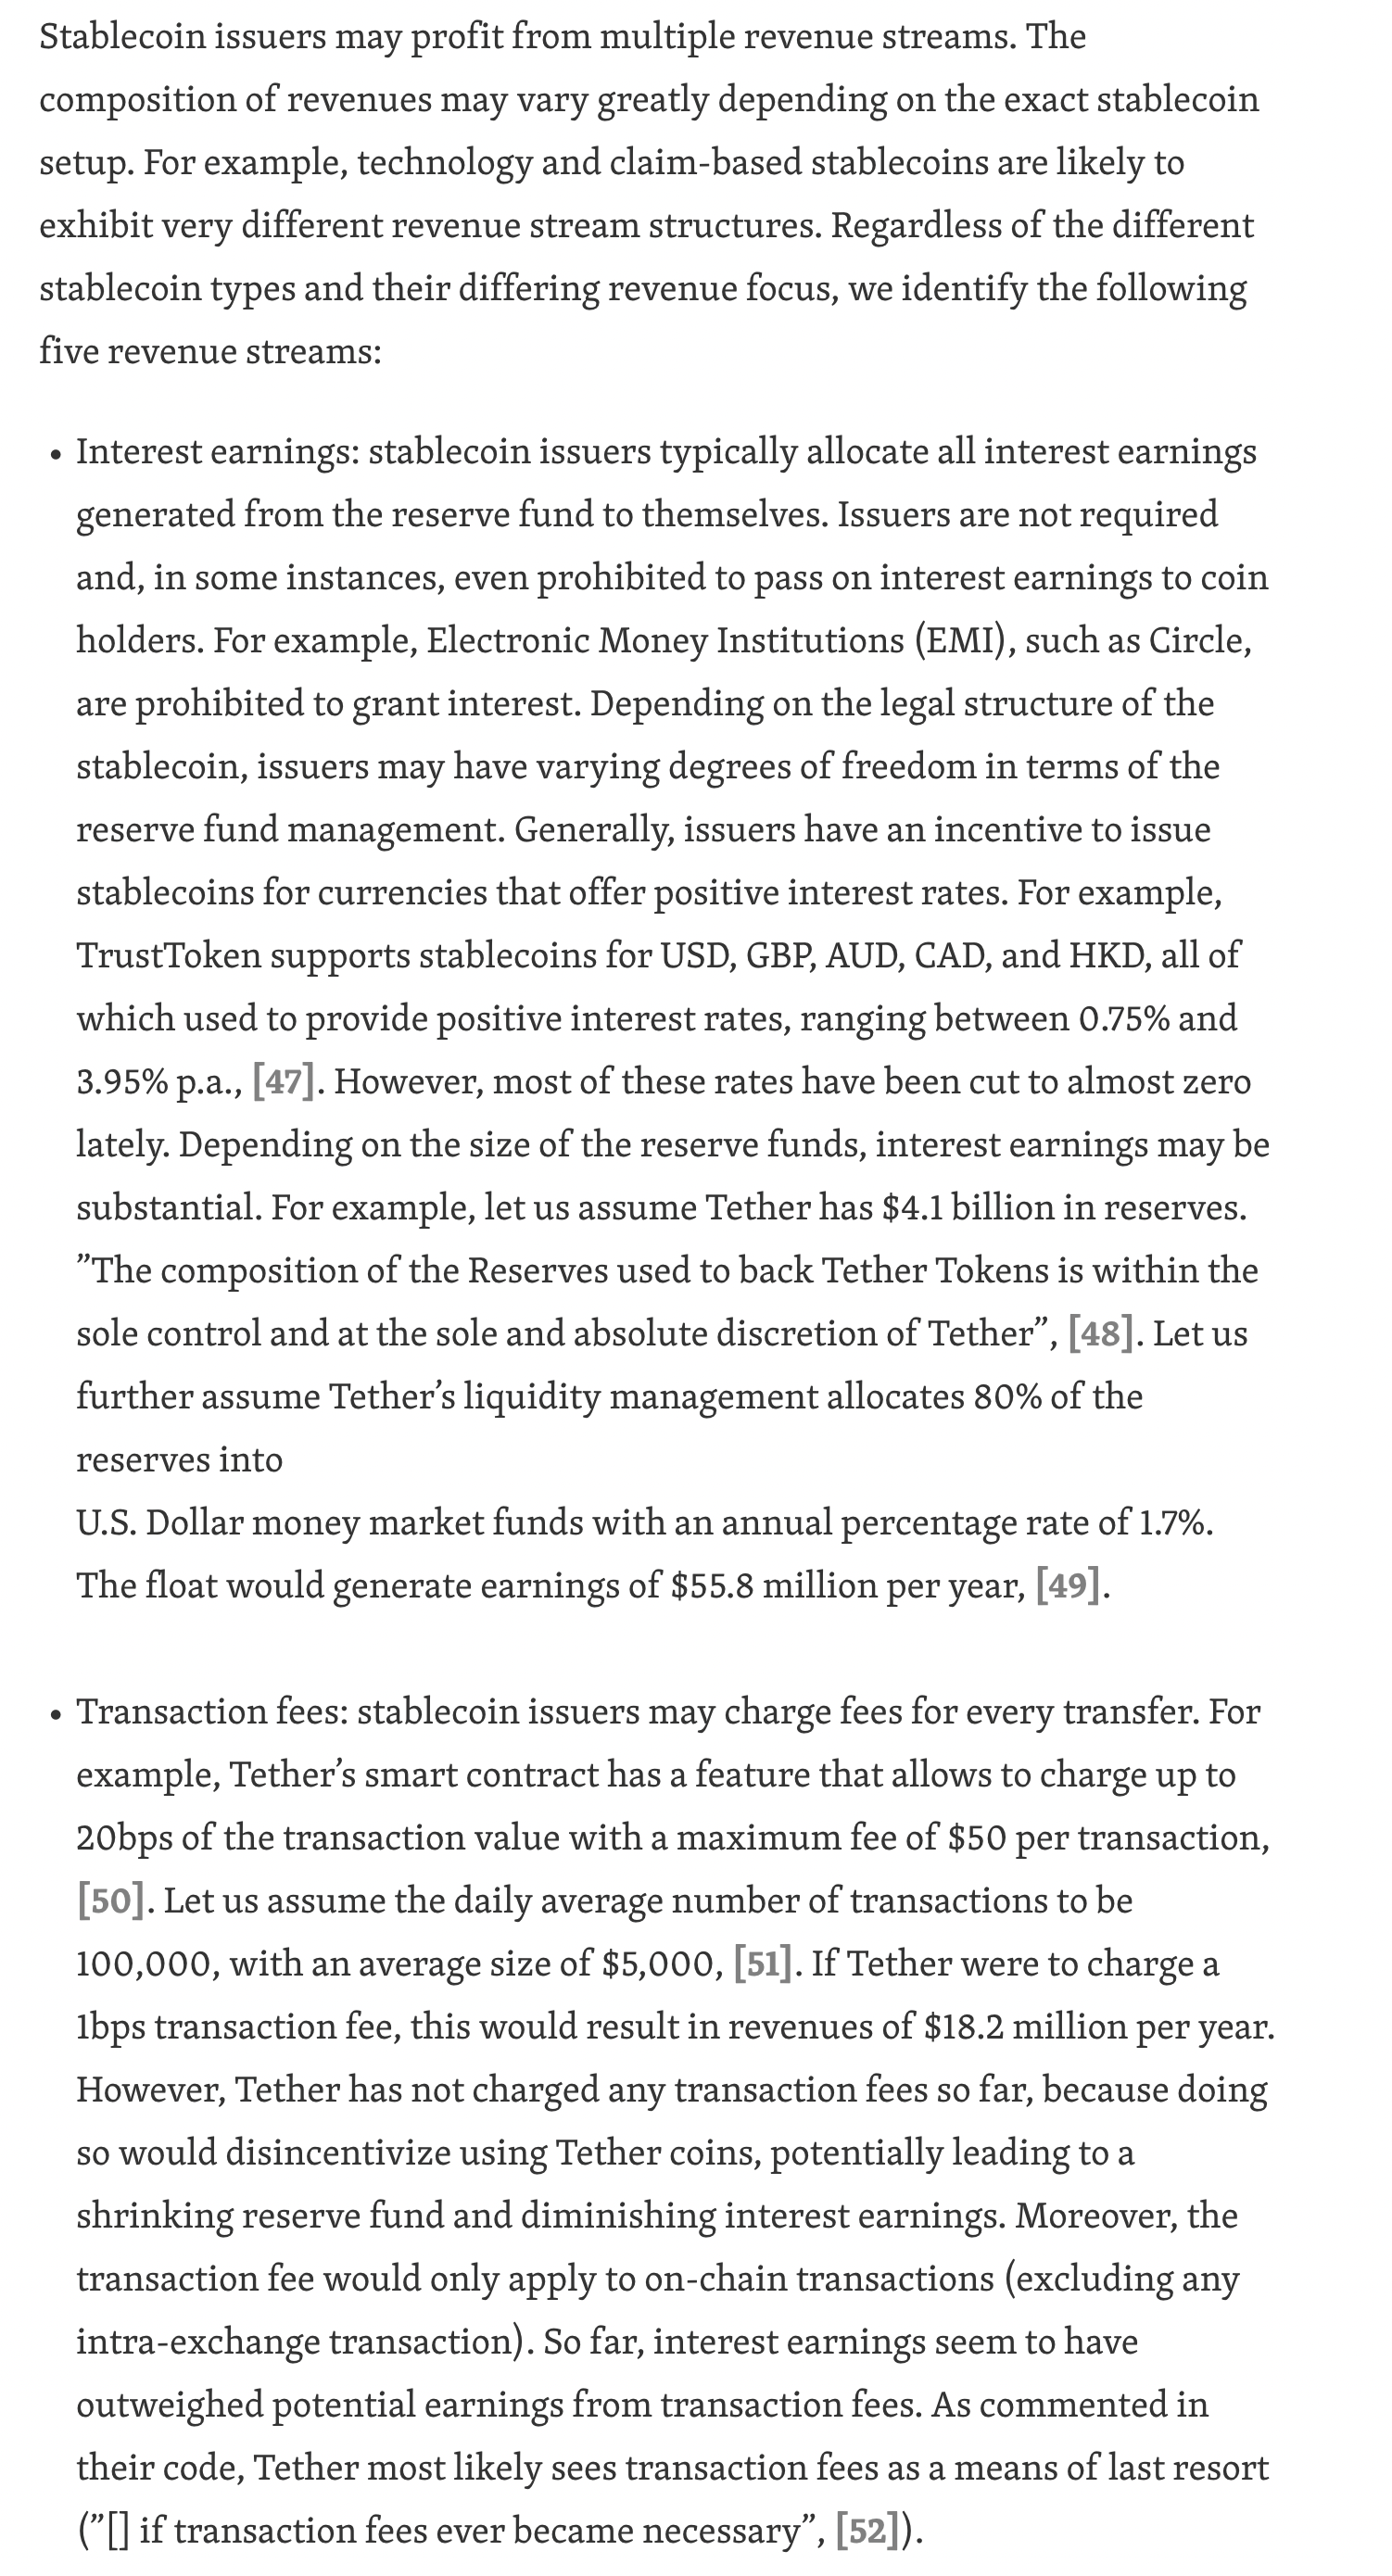 Stablecoin issuers may profit from multiple revenue streams. The
composition of revenues may vary greatly depending on the exact stablecoin
setup. For example, technology and claim-based stablecoins are likely to
exhibit very different revenue stream structures. Regardless of the different
stablecoin types and their differing revenue focus, we identify the following
five revenue streams:
• Interest earnings: stablecoin issuers typically allocate all interest earnings
generated from the reserve fund to themselves. Issuers are not required
and, in some instances, even prohibited to pass on interest earnings to coin
holders. For example, Electronic Money Institutions (EMI), such as Circle,
are prohibited to grant interest. Depending on the legal structure of the
stablecoin, issuers may have varying degrees of freedom in terms of the
reserve fund management. Generally, issuers have an incentive to issue
stablecoins for currencies that offer positive interest rates. For example,
TrustToken supports stablecoins for USD, GBP, AUD, CAD, and HKD, all of
which used to provide positive interest rates, ranging between 0.75% and
3.95% p.a., [47]. However, most of these rates have been cut to almost zero
lately. Depending on the size of the reserve funds, interest earnings may be
substantial. For example, let us assume Tether has $4.1 billion in reserves.
”The composition of the Reserves used to back Tether Tokens is within the
sole control and at the sole and absolute discretion of Tether”, [48]. Let us
further assume Tether’s liquidity management allocates 80% of the
reserves into
U.S. Dollar money market funds with an annual percentage rate of 1.7%.
The float would generate earnings of $55.8 million per year, [49].
• Transaction fees: stablecoin issuers may charge fees for every transfer. For
example, Tether’s smart contract has a feature that allows to charge up to
20bps of the transaction value with a maximum fee of $50 per transaction,
[50]. Let us assume the daily average number of transactions to be
100,000, with an average size of $5,000, [51]. If Tether were to charge a
1bps transaction fee, this would result in revenues of $18.2 million per year.
However, Tether has not charged any transaction fees so far, because doing
so would disincentivize using Tether coins, potentially leading to a
shrinking reserve fund and diminishing interest earnings. Moreover, the
transaction fee would only apply to on-chain transactions (excluding any
intra-exchange transaction). So far, interest earnings seem to have
outweighed potential earnings from transaction fees. As commented in
their code, Tether most likely sees transaction fees as a means of last resort
(”[] if transaction fees ever became necessary”, [52]).